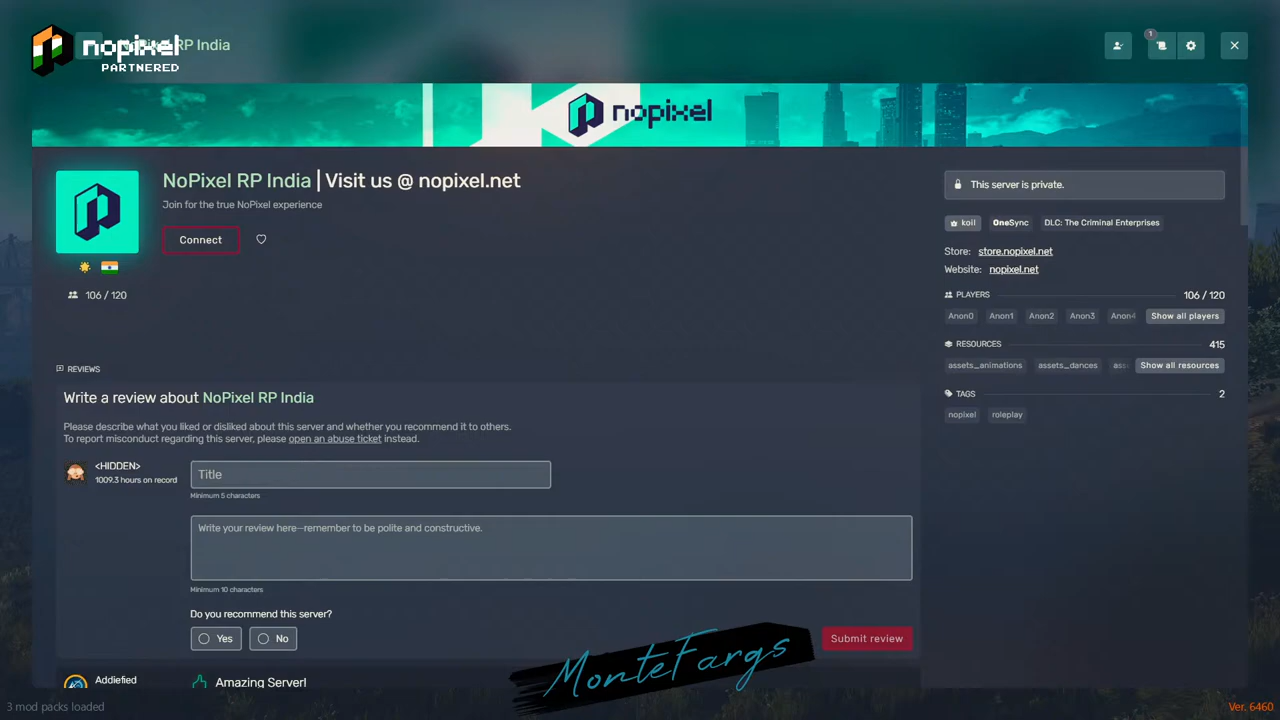 nopixel
PARTNERED
RP India
1
nopixel
NoPixel RP India | Visit us @ nopixel.net
Join for the true NoPixel experience
Connect
106 / 120
This server is private.
koil
OneSync
DLC: The Criminal Enterprises
Store: store.nopixel.net
Website: nopixel.net
PLAYERS
106 / 120
Anon0
Anon1
Anon2
Anon3
Anon4
Show all players
RESOURCES
415
assets_animations
assets_dances
ass
Show all resources
TAGS
2
nopixel
roleplay
REVIEWS
Write a review about NoPixel RP India
Please describe what you liked or disliked about this server and whether you recommend it to others.
To report misconduct regarding this server, please open an abuse ticket instead.
<HIDDEN>
1009.3 hours on record
Title
Minimum 5 characters
Write your review here—remember to be polite and constructive.
Minimum 10 characters
Do you recommend this server?
Yes
No
Submit review
MonteFargs
Addiefied
Amazing Server!
3 mod packs loaded
Ver. 6460